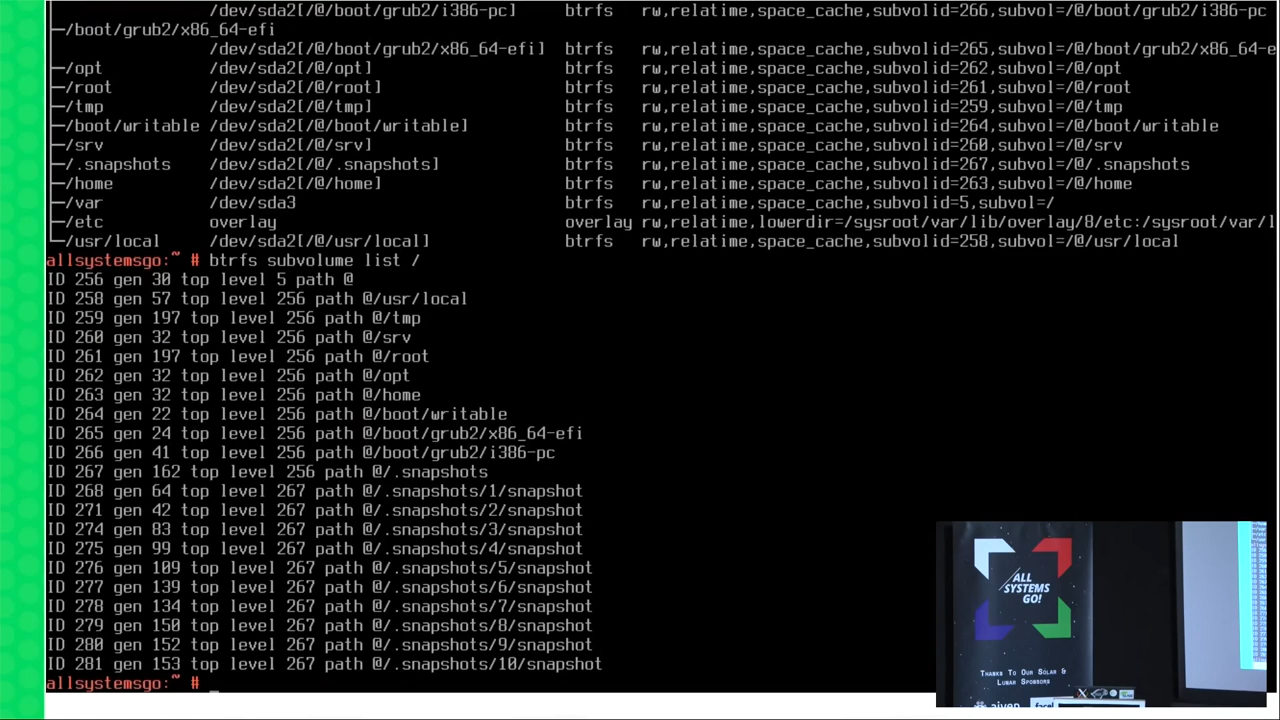 /dev/sda2[/@/boot/grub2/i386-pc] btrfs rw,relatime,space_cache,subvolid=266,subvol=/@/boot/grub2/i386-pc
├─/boot/grub2/x86_64-efi
/dev/sda2[/@/boot/grub2/x86_64-efi] btrfs rw,relatime,space_cache,subvolid=265,subvol=/@/boot/grub2/x86_64-e
├─/opt /dev/sda2[/@/opt] btrfs rw,relatime,space_cache,subvolid=262,subvol=/@/opt
├─/root /dev/sda2[/@/root] btrfs rw,relatime,space_cache,subvolid=261,subvol=/@/root
├─/tmp /dev/sda2[/@/tmp] btrfs rw,relatime,space_cache,subvolid=259,subvol=/@/tmp
├─/boot/writable /dev/sda2[/@/boot/writable] btrfs rw,relatime,space_cache,subvolid=264,subvol=/@/boot/writable
├─/srv /dev/sda2[/@/srv] btrfs rw,relatime,space_cache,subvolid=260,subvol=/@/srv
├─/.snapshots /dev/sda2[/@/.snapshots] btrfs rw,relatime,space_cache,subvolid=267,subvol=/@/.snapshots
├─/home /dev/sda2[/@/home] btrfs rw,relatime,space_cache,subvolid=263,subvol=/@/home
├─/var /dev/sda3 btrfs rw,relatime,space_cache,subvolid=5,subvol=/
├─/etc overlay overlay rw,relatime,lowerdir=/sysroot/var/lib/overlay/8/etc:/sysroot/var/l
└─/usr/local /dev/sda2[/@/usr/local] btrfs rw,relatime,space_cache,subvolid=258,subvol=/@/usr/local
allsystemsgo:~ # btrfs subvolume list /
ID 256 gen 30 top level 5 path @
ID 258 gen 57 top level 256 path @/usr/local
ID 259 gen 197 top level 256 path @/tmp
ID 260 gen 32 top level 256 path @/srv
ID 261 gen 197 top level 256 path @/root
ID 262 gen 32 top level 256 path @/opt
ID 263 gen 32 top level 256 path @/home
ID 264 gen 22 top level 256 path @/boot/writable
ID 265 gen 24 top level 256 path @/boot/grub2/x86_64-efi
ID 266 gen 41 top level 256 path @/boot/grub2/i386-pc
ID 267 gen 162 top level 256 path @/.snapshots
ID 268 gen 64 top level 267 path @/.snapshots/1/snapshot
ID 271 gen 42 top level 267 path @/.snapshots/2/snapshot
ID 274 gen 83 top level 267 path @/.snapshots/3/snapshot
ID 275 gen 99 top level 267 path @/.snapshots/4/snapshot
ID 276 gen 109 top level 267 path @/.snapshots/5/snapshot
ID 277 gen 139 top level 267 path @/.snapshots/6/snapshot
ID 278 gen 134 top level 267 path @/.snapshots/7/snapshot
ID 279 gen 150 top level 267 path @/.snapshots/8/snapshot
ID 280 gen 152 top level 267 path @/.snapshots/9/snapshot
ID 281 gen 153 top level 267 path @/.snapshots/10/snapshot
allsystemsgo:~ # _
ALL
SYSTEMS
GO!
THANKS TO OUR SOLAR &
LUNAR SPONSORS
aiven